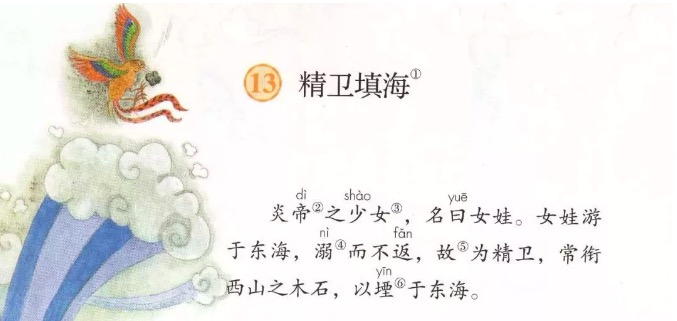 13 精卫填海①
dì shào yuē
炎帝②之少女③，名曰女娃。女娃游
nì fǎn
于东海，溺④而不返，故⑤为精卫，常衔
yīn
西山之木石，以堙⑥于东海。